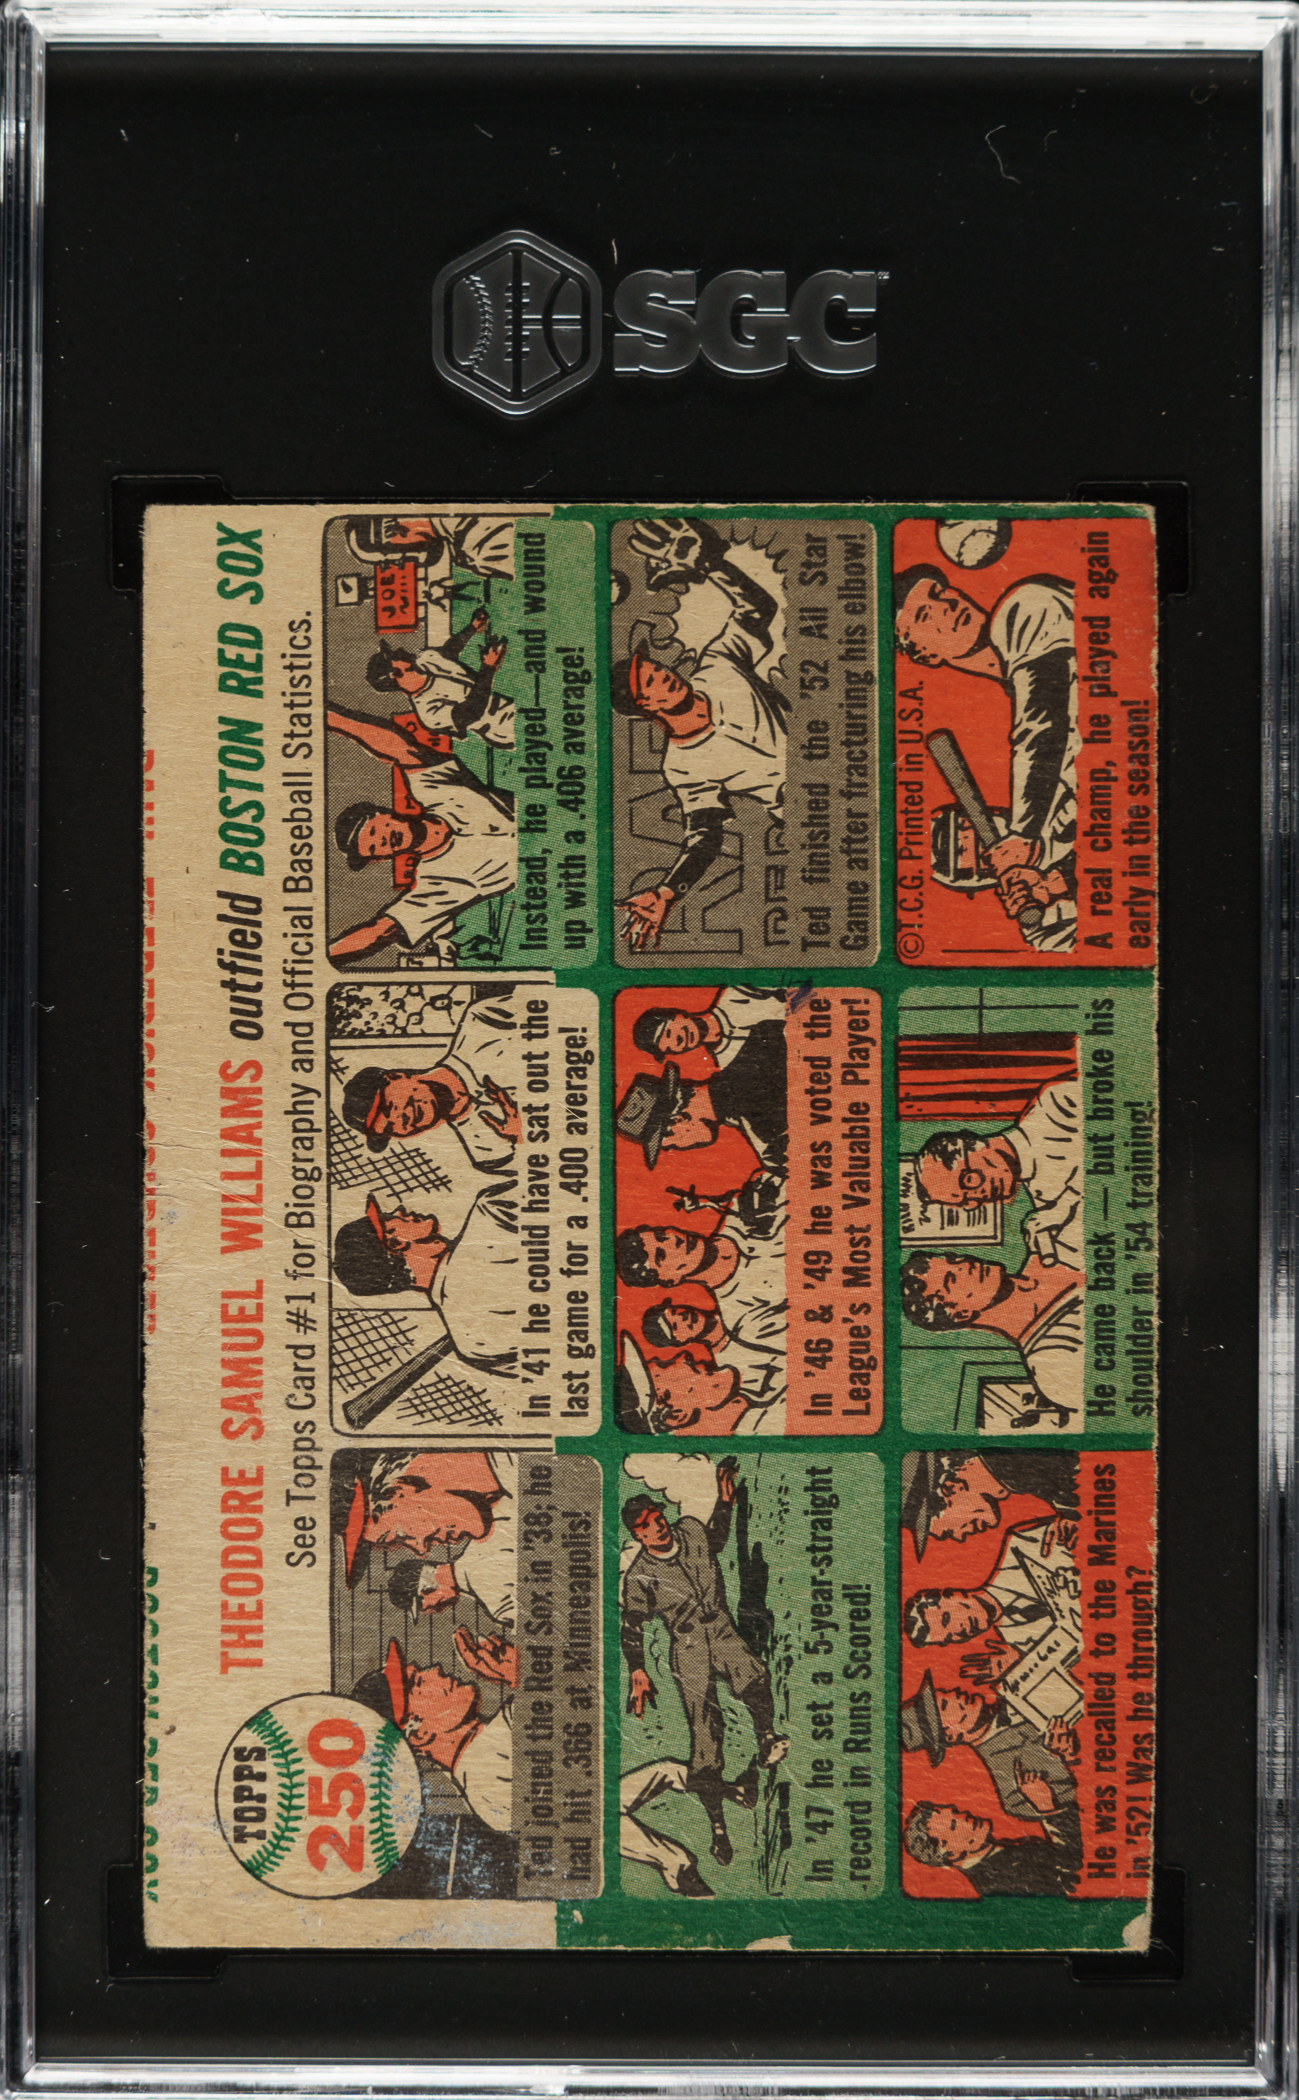 SGC
TOPPS
250
THEODORE SAMUEL WILLIAMS outfield BOSTON RED SOX
See Topps Card #1 for Biography and Official Baseball Statistics.
Ted joined the Red Sox in '38; he
had hit .366 at Minneapolis!
In '41 he could have sat out the
last game for a .400 average!
JOE
Instead, he played—and wound
up with a .406 average!
In '47 he set a 5-year-straight
record in Runs Scored!
In '46 & '49 he was voted the
League's Most Valuable Player!
Ted finished the '52 All Star
Game after fracturing his elbow!
He was recalled to the Marines
in '52! Was he through?
He came back — but broke his
shoulder in '54 training!
©T.C.G. Printed in U.S.A.
A real champ, he played again
early in the season!